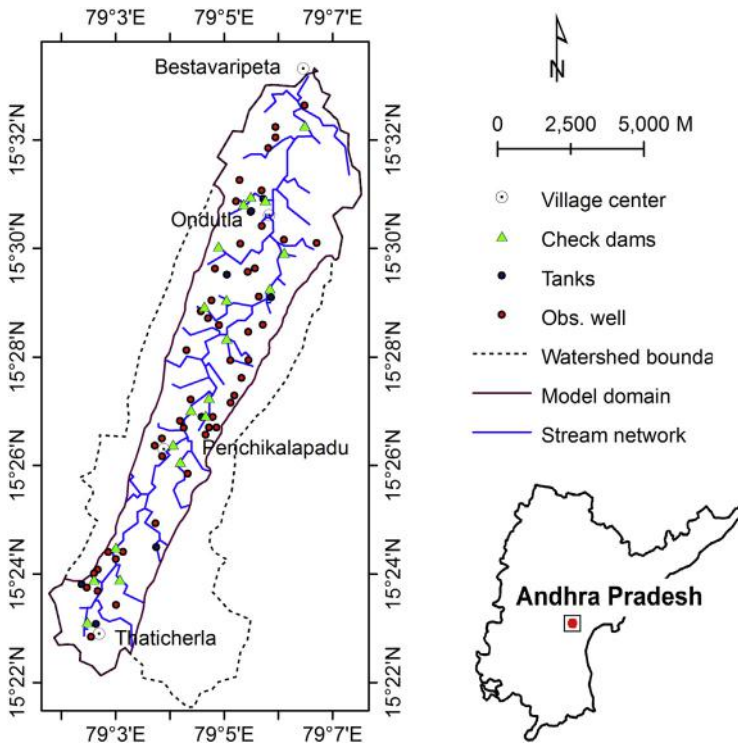 79°3'E 79°5'E 79°7'E
Bestavaripeta
N
15°32'N 15°32'N
0 2,500 5,000 M
Village center
Ondutla
15°30'N 15°30'N
Check dams
Tanks
Obs. well
15°28'N 15°28'N
Watershed bounda
Model domain
Stream network
Penchikalapadu
15°26'N 15°26'N
15°24'N 15°24'N
Andhra Pradesh
Thaticherla
15°22'N 15°22'N
79°3'E 79°5'E 79°7'E